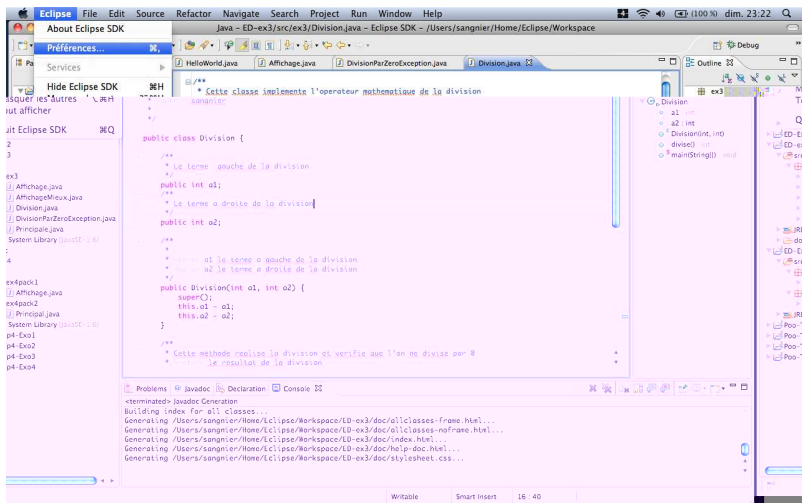 Eclipse File Edit Source Refactor Navigate Search Project Run Window Help (100 %) dim. 23:22
About Eclipse SDK
Java – ED-ex3/src/ex3/Division.java – Eclipse SDK – /Users/sangnier/Home/Eclipse/Workspace
Préférences... ⌘,
Debug
Services
HelloWorld.java Affichage.java DivisionParZeroException.java Division.java Outline
Hide Eclipse SDK ⌘H
/**
* Cette classe implemente l'operateur mathematique de la division
ex3
asquer les autres ⌘H
sangnier
out afficher
uit Eclipse SDK ⌘Q
public class Division {
/**
* Le terme gauche de la division
*/
public int a1;
/**
* Le terme a droite de la division
*/
public int a2;
/**
*
* a1 le terme a gauche de la division
* a2 le terme a droite de la division
*/
public Division(int a1, int a2) {
super();
this.a1 = a1;
this.a2 = a2;
}
/**
* Cette méthode realise la division et verifie que l'on ne divise par 0
* le resultat de la division
2
3
ex3
Affichage.java
AffichageMieux.java
Division.java
DivisionParZeroException.java
Principale.java
System Library (JavaSE-1.6)
4
ex4pack1
Affichage.java
ex4pack2
Principal.java
System Library (JavaSE-1.6)
p4-Exo1
p4-Exo2
p4-Exo3
p4-Exo4
Division
a1 : int
a2 : int
Division(int, int)
divise() : int
main(String[]) : void
Problems Javadoc Declaration Console
<terminated> Javadoc Generation
Building index for all classes...
Generating /Users/sangnier/Home/Eclipse/Workspace/ED-ex3/doc/allclasses-frame.html...
Generating /Users/sangnier/Home/Eclipse/Workspace/ED-ex3/doc/allclasses-noframe.html...
Generating /Users/sangnier/Home/Eclipse/Workspace/ED-ex3/doc/index.html...
Generating /Users/sangnier/Home/Eclipse/Workspace/ED-ex3/doc/help-doc.html...
Generating /Users/sangnier/Home/Eclipse/Workspace/ED-ex3/doc/stylesheet.css...
Writable Smart Insert 16 : 40